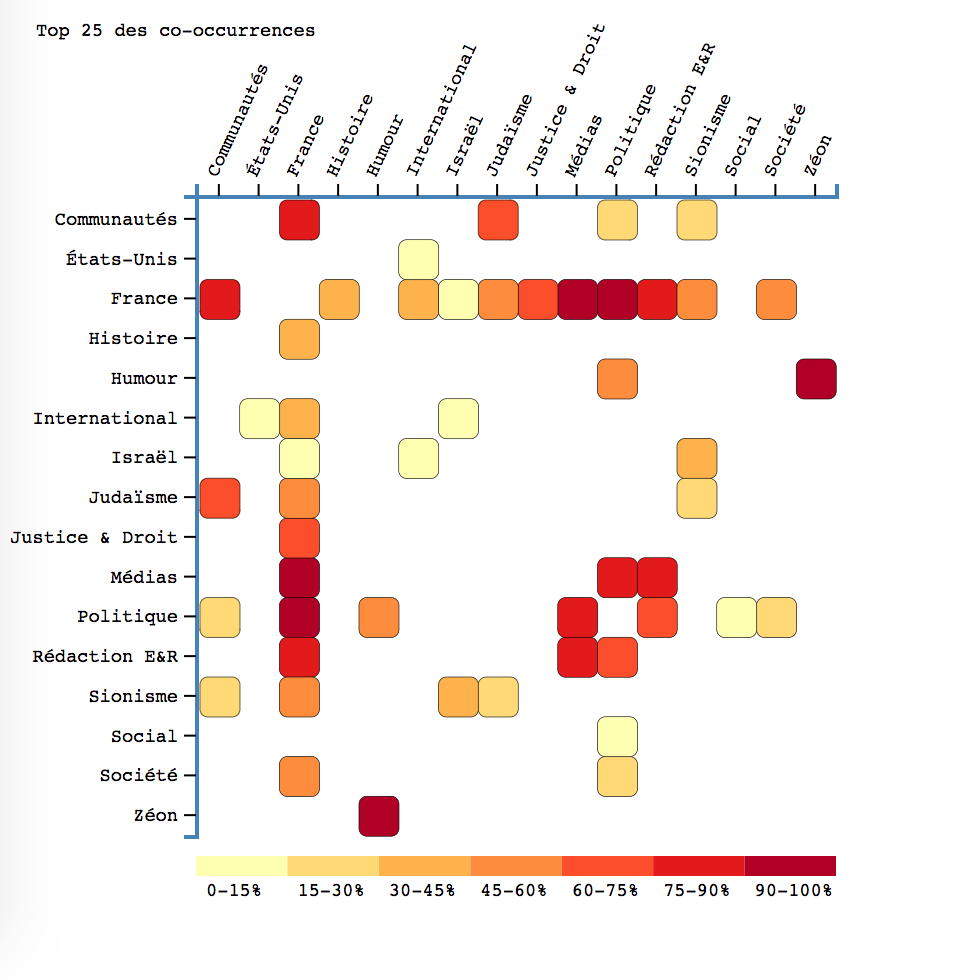 Top 25 des co-occurrences
Communautés
États-Unis
France
Histoire
Humour
International
Israël
Judaïsme
Justice & Droit
Médias
Politique
Rédaction E&R
Sionisme
Social
Société
Zéon
Communautés
États-Unis
France
Histoire
Humour
International
Israël
Judaïsme
Justice & Droit
Médias
Politique
Rédaction E&R
Sionisme
Social
Société
Zéon
0-15% 15-30% 30-45% 45-60% 60-75% 75-90% 90-100%